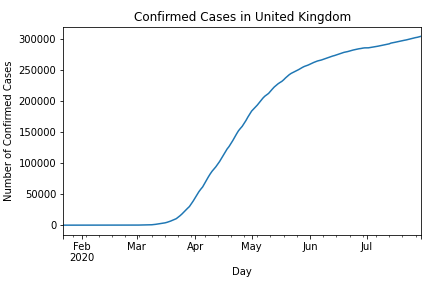 Confirmed Cases in United Kingdom
Number of Confirmed Cases
300000
250000
200000
150000
100000
50000
0
Feb Mar Apr May Jun Jul
2020
Day